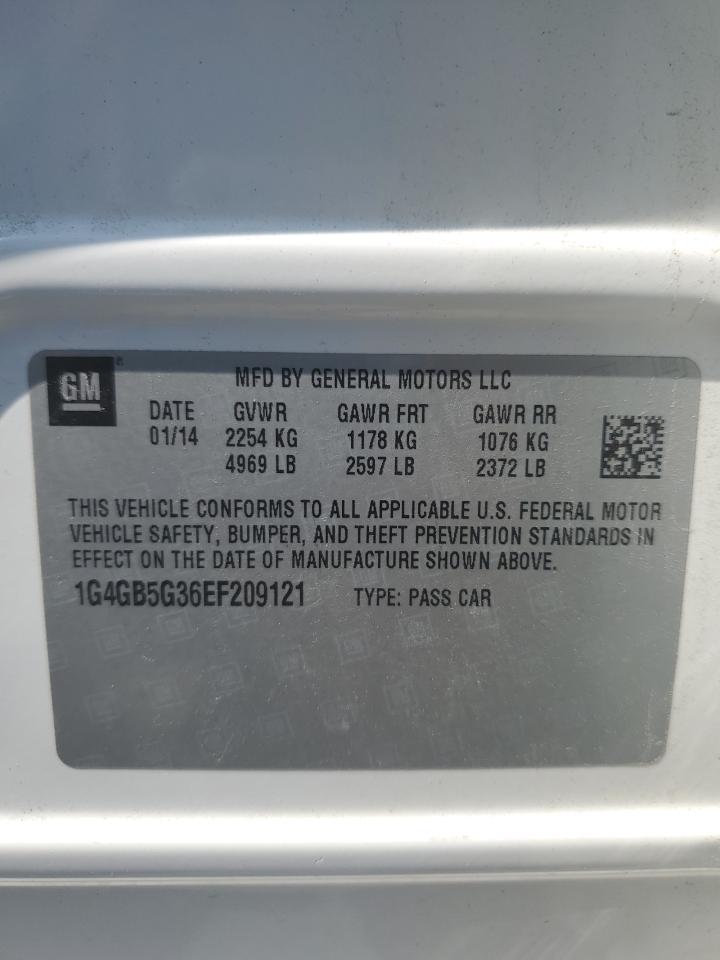 GM
MFD BY GENERAL MOTORS LLC
DATE GVWR GAWR FRT GAWR RR
01/14 2254 KG 1178 KG 1076 KG
4969 LB 2597 LB 2372 LB
THIS VEHICLE CONFORMS TO ALL APPLICABLE U.S. FEDERAL MOTOR
VEHICLE SAFETY, BUMPER, AND THEFT PREVENTION STANDARDS IN
EFFECT ON THE DATE OF MANUFACTURE SHOWN ABOVE.
1G4GB5G36EF209121 TYPE: PASS CAR